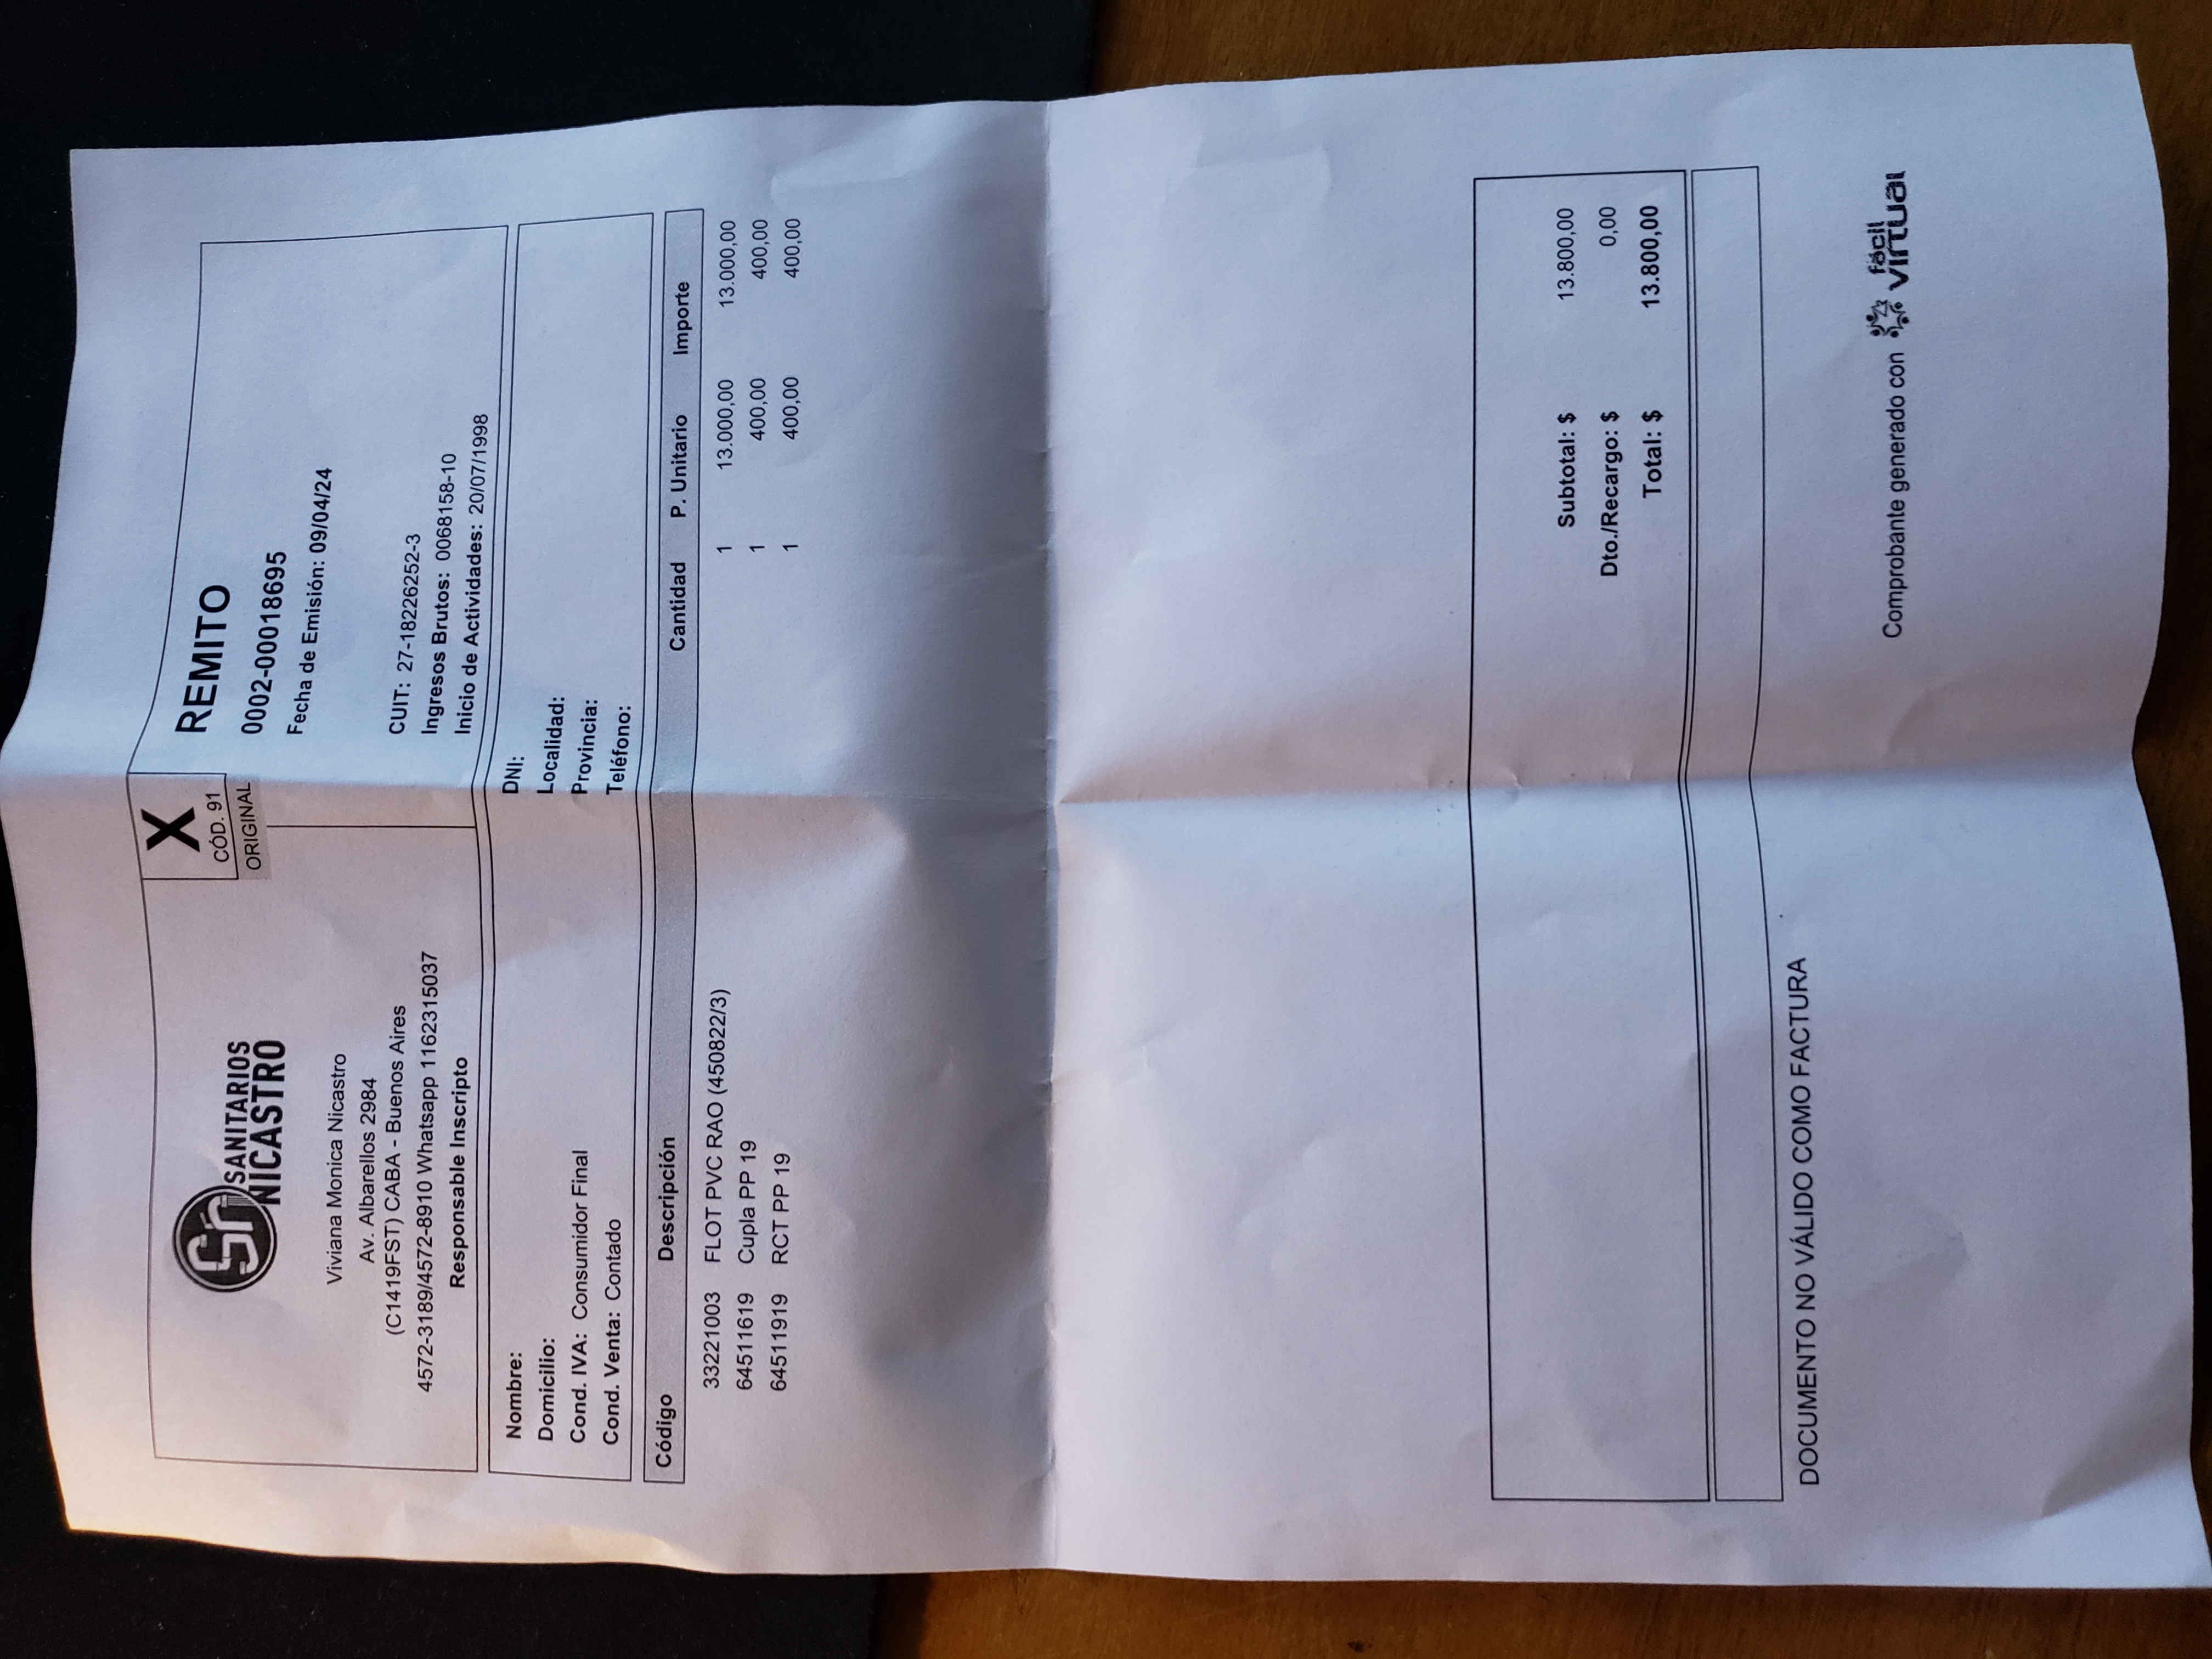 Sn SANITARIOS
NICASTRO
Viviana Monica Nicastro
Av. Albarellos 2984
(C1419FST) CABA - Buenos Aires
4572-3189/4572-8910 Whatsapp 1162315037
Responsable Inscripto
X
CÓD. 91
ORIGINAL
REMITO
0002-00018695
Fecha de Emisión: 09/04/24
CUIT: 27-18226252-3
Ingresos Brutos: 0068158-10
Inicio de Actividades: 20/07/1998
Nombre: DNI:
Domicilio: Localidad:
Cond. IVA: Consumidor Final Provincia:
Cond. Venta: Contado Teléfono:
Código Descripción Cantidad P. Unitario Importe
33221003 FLOT PVC RAO (450822/3) 1 13.000,00 13.000,00
64511619 Cupla PP 19 1 400,00 400,00
64511919 RCT PP 19 1 400,00 400,00
Subtotal: $ 13.800,00
Dto./Recargo: $ 0,00
Total: $ 13.800,00
DOCUMENTO NO VÁLIDO COMO FACTURA
Comprobante generado con fácil virtual